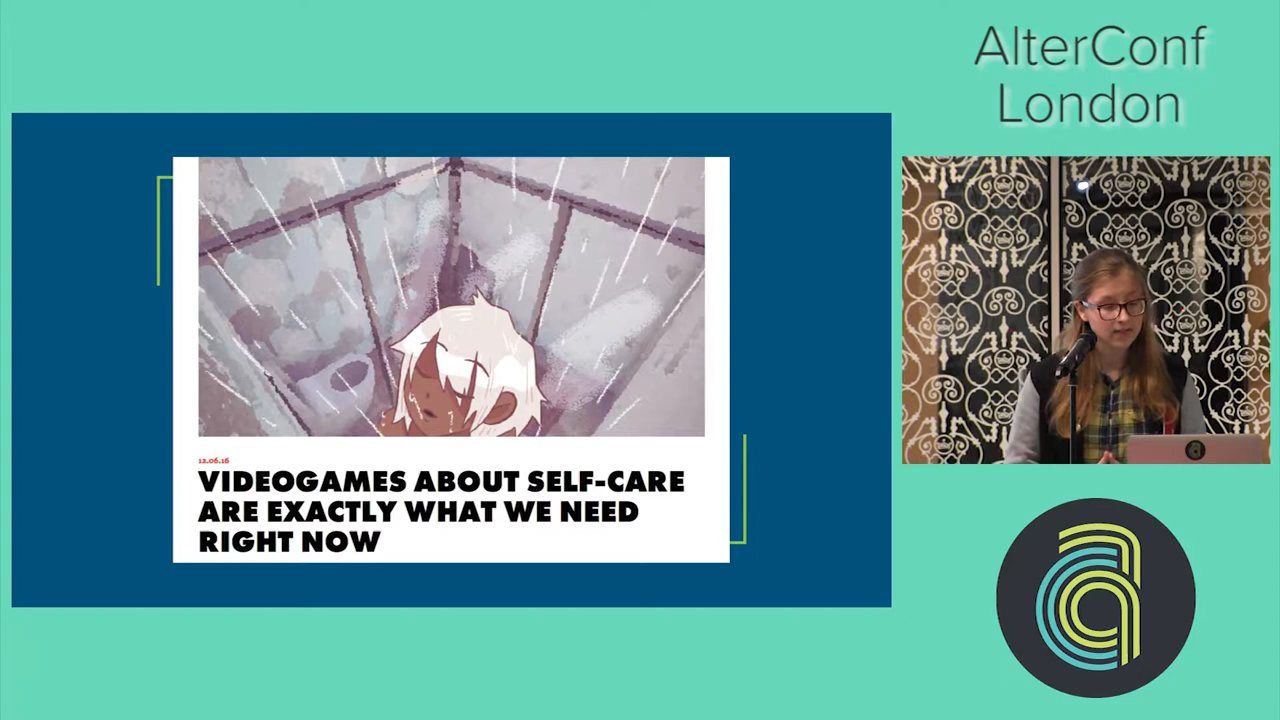 AlterConf
London
12.06.16
VIDEOGAMES ABOUT SELF-CARE
ARE EXACTLY WHAT WE NEED
RIGHT NOW